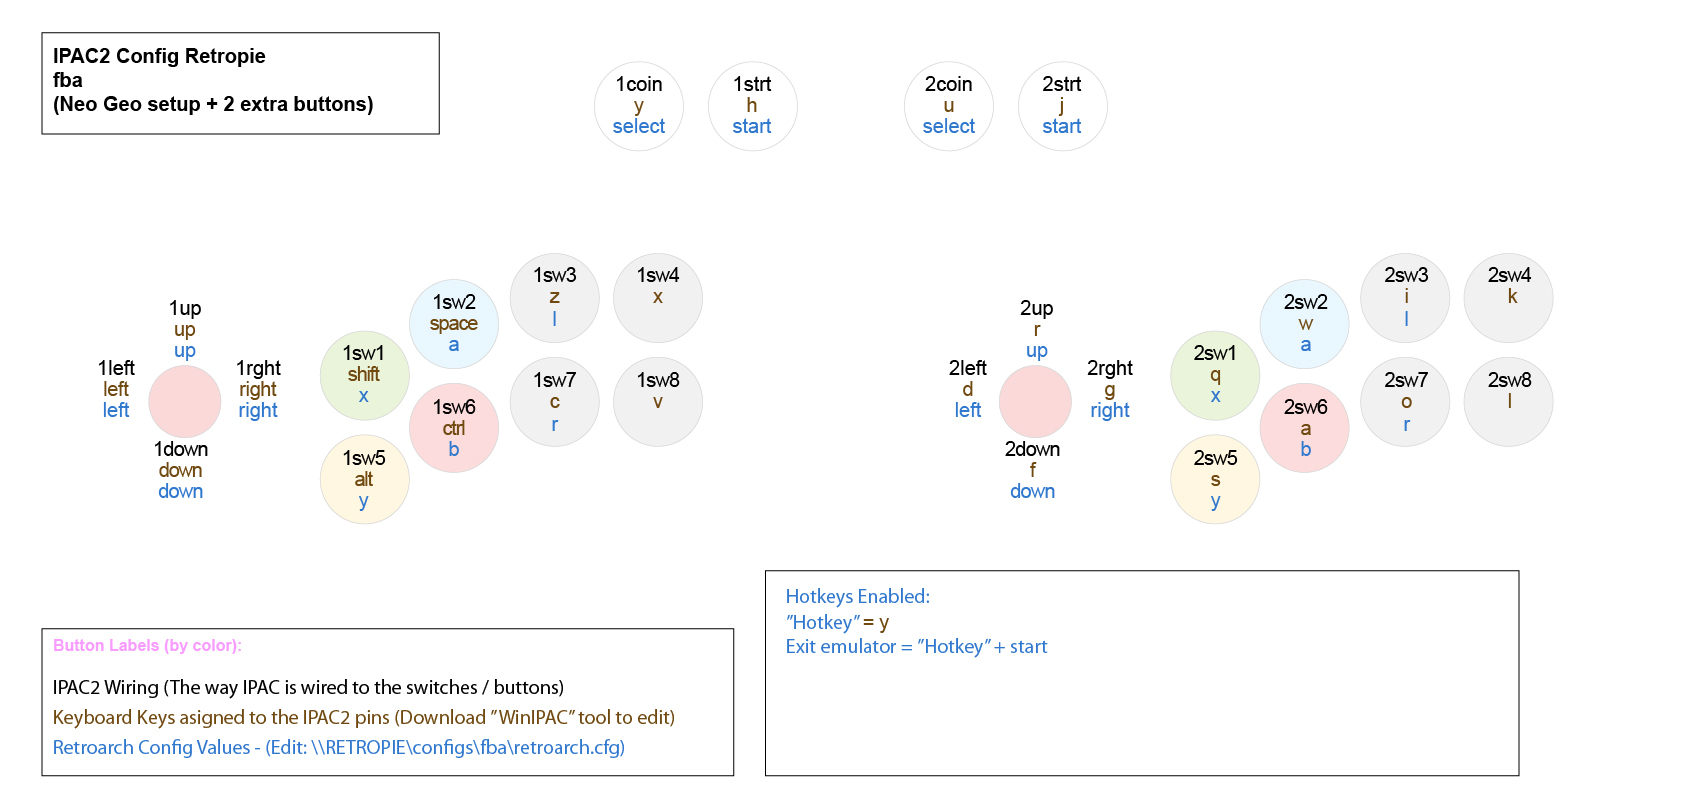 IPAC2 Config Retropie
fba
(Neo Geo setup + 2 extra buttons)
1coin
y
select
1strt
h
start
2coin
u
select
2strt
j
start
1up
up
up
1left
left
left
1rght
right
right
1down
down
down
1sw1
shift
x
1sw2
space
a
1sw3
z
l
1sw4
x
1sw5
alt
y
1sw6
ctrl
b
1sw7
c
r
1sw8
v
2up
r
up
2left
d
left
2rght
g
right
2down
f
down
2sw1
q
x
2sw2
w
a
2sw3
i
l
2sw4
k
2sw5
s
y
2sw6
a
b
2sw7
o
r
2sw8
l
Button Labels (by color):
IPAC2 Wiring (The way IPAC is wired to the switches / buttons)
Keyboard Keys asigned to the IPAC2 pins (Download ”WinIPAC” tool to edit)
Retroarch Config Values - (Edit: \\RETROPIE\configs\fba\retroarch.cfg)
Hotkeys Enabled:
”Hotkey” = y
Exit emulator = ”Hotkey” + start